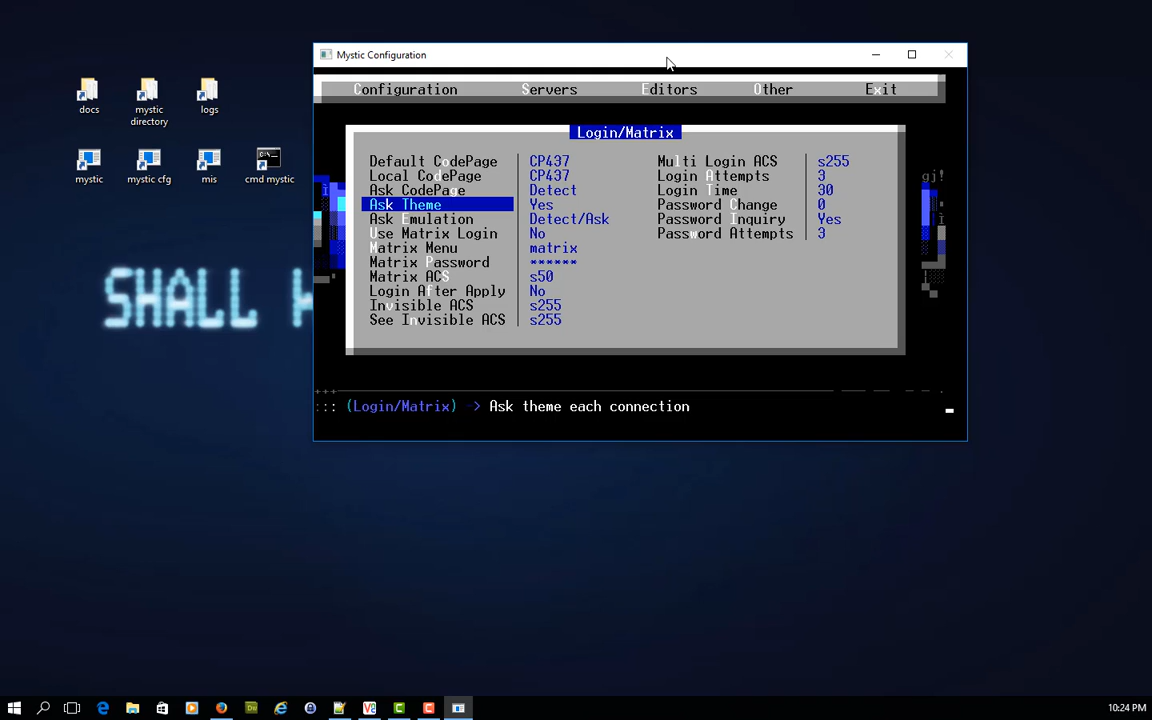 Mystic Configuration
Configuration Servers Editors Other Exit
Login/Matrix
Default CodePage CP437 Multi Login ACS s255
Local CodePage CP437 Login Attempts 3
Ask CodePage Detect Login Time 30
Ask Theme Yes Password Change 0
Ask Emulation Detect/Ask Password Inquiry Yes
Use Matrix Login No Password Attempts 3
Matrix Menu matrix
Matrix Password ******
Matrix ACS s50
Login After Apply No
Invisible ACS s255
See Invisible ACS s255
gj!
::: (Login/Matrix) -> Ask theme each connection
docs mystic directory logs
mystic mystic cfg mis cmd mystic
SHALL
10:24 PM